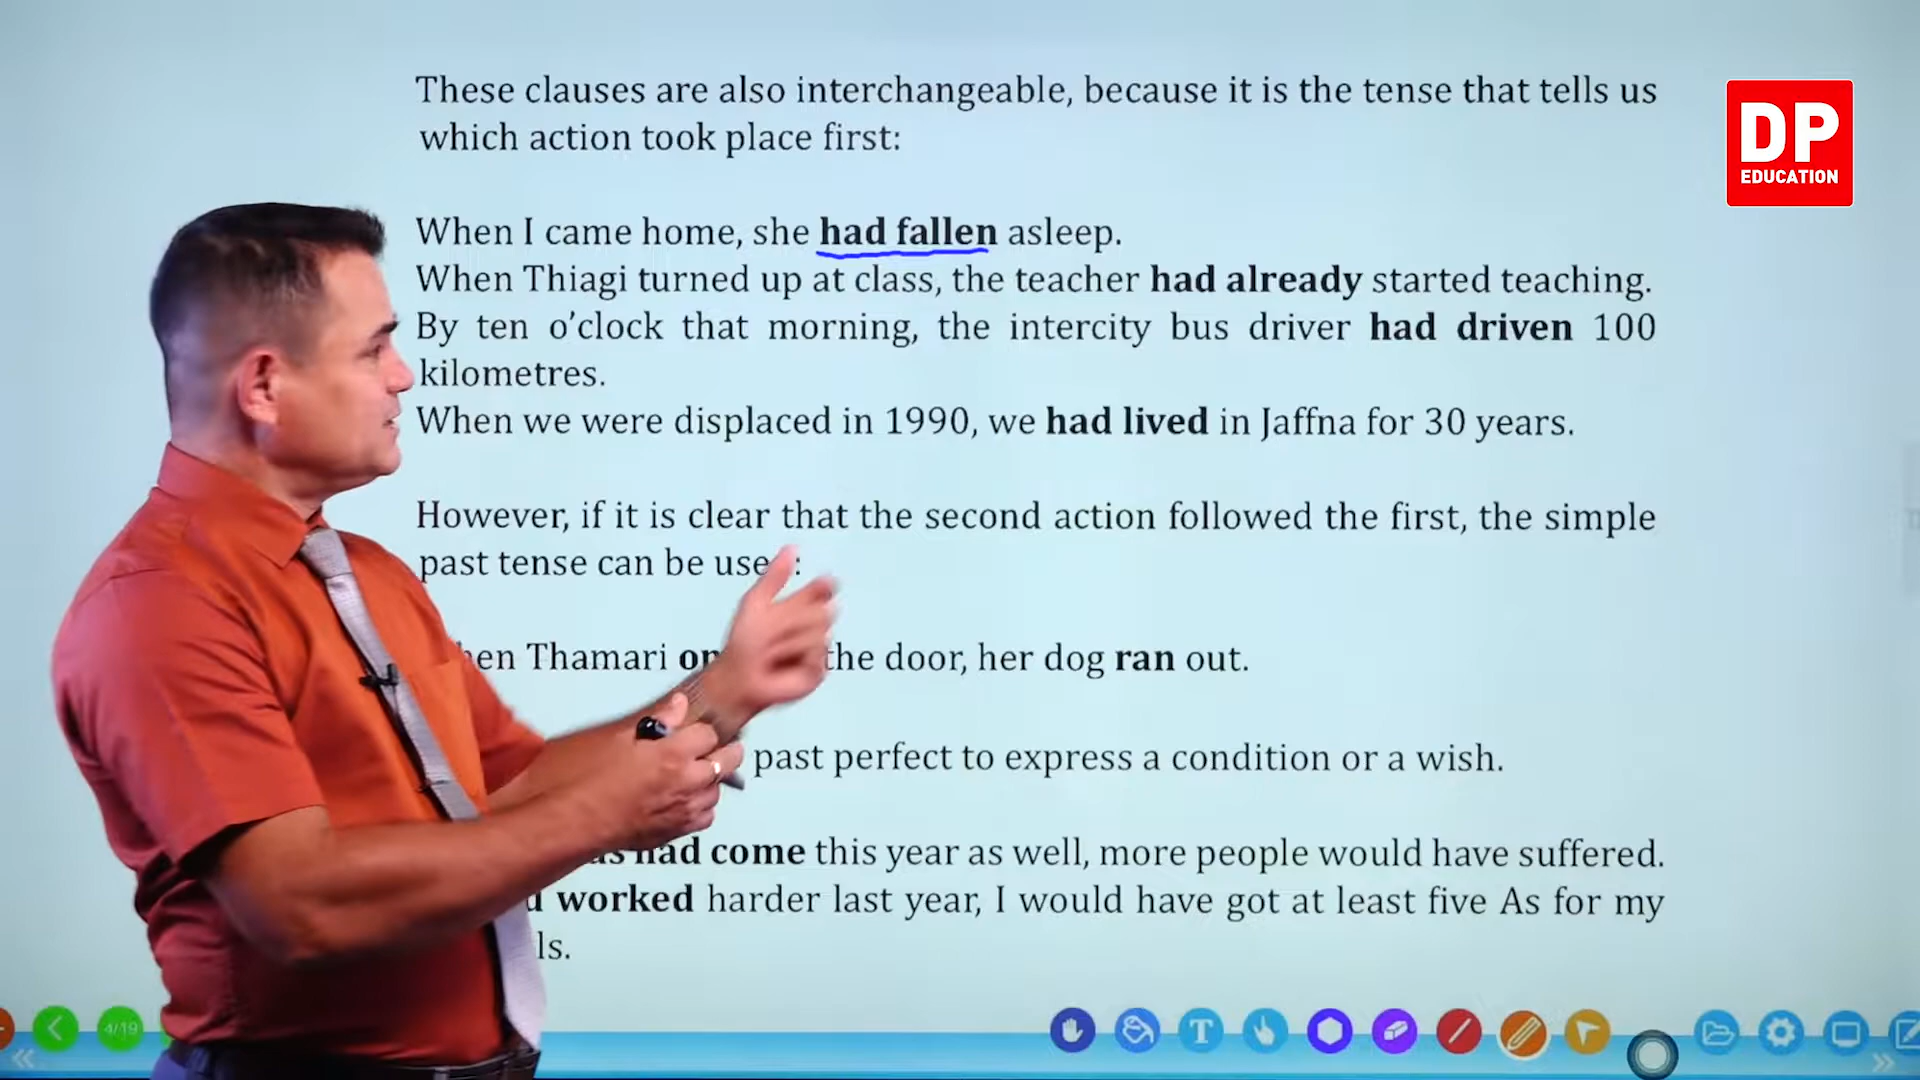 These clauses are also interchangeable, because it is the tense that tells us
which action took place first:
DP
EDUCATION
When I came home, she had fallen asleep.
When Thiagi turned up at class, the teacher had already started teaching.
By ten o'clock that morning, the intercity bus driver had driven 100
kilometres.
When we were displaced in 1990, we had lived in Jaffna for 30 years.
However, if it is clear that the second action followed the first, the simple
past tense can be
Thamari the door, her dog ran out.
past perfect to express a condition or a wish.
had come this year as well, more people would have suffered.
worked harder last year, I would have got at least five As for my
4/19
T